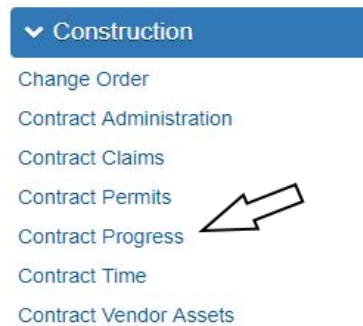 Construction
Change Order
Contract Administration
Contract Claims
Contract Permits
Contract Progress
Contract Time
Contract Vendor Assets